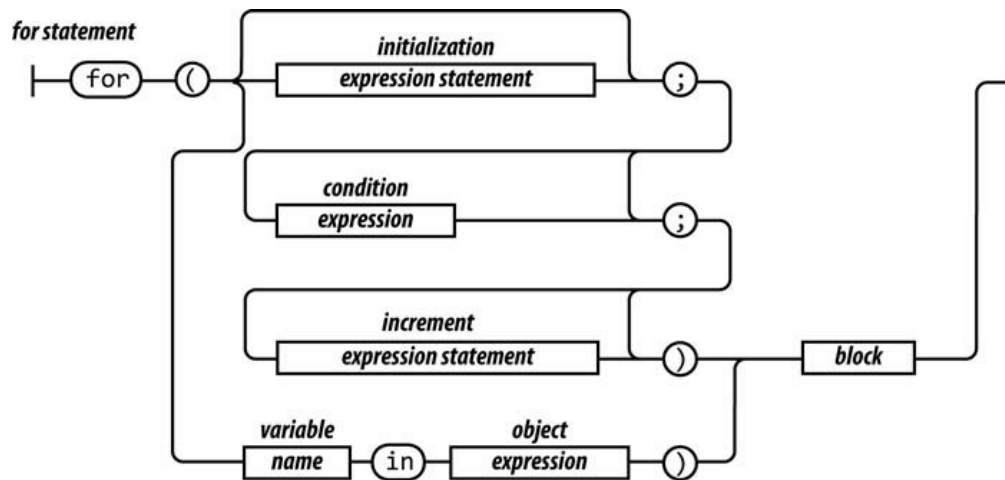 for statement
initialization
for ( expression statement ;
condition
expression ;
increment
expression statement ) block
variable object
name in expression )